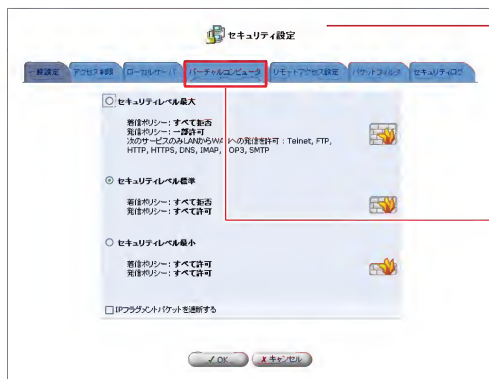 セキュリティ設定
一般設定 アクセス制限 ローカルサーバ バーチャルコンピュータ リモートアクセス設定 パケットフィルタ セキュリティログ
セキュリティレベル最大
着信ポリシー：すべて拒否
発信ポリシー：一部許可
次のサービスのみLANからWANへの発信を許可：Telnet, FTP,
HTTP, HTTPS, DNS, IMAP, POP3, SMTP
セキュリティレベル標準
着信ポリシー：すべて拒否
発信ポリシー：すべて許可
セキュリティレベル最小
着信ポリシー：すべて許可
発信ポリシー：すべて許可
IPフラグメントパケットを遮断する
OK キャンセル